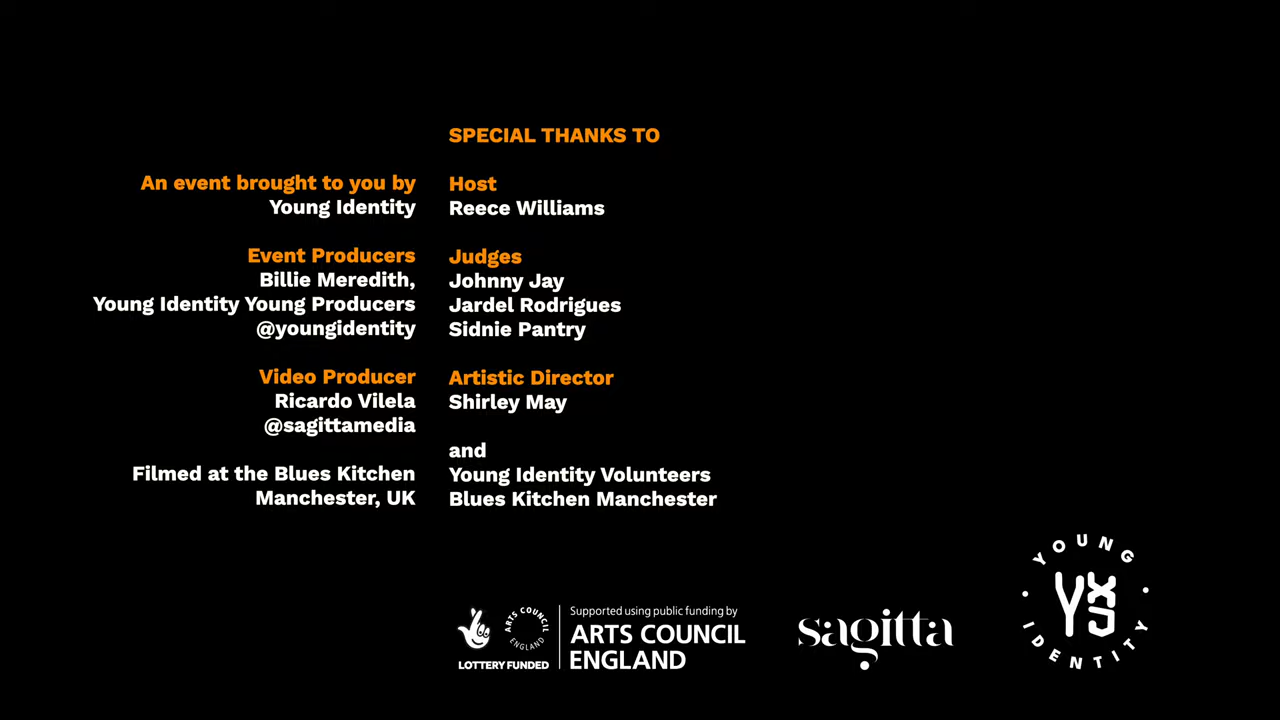 An event brought to you by
Young Identity
Event Producers
Billie Meredith,
Young Identity Young Producers
@youngidentity
Video Producer
Ricardo Vilela
@sagittamedia
Filmed at the Blues Kitchen
Manchester, UK
SPECIAL THANKS TO
Host
Reece Williams
Judges
Johnny Jay
Jardel Rodrigues
Sidnie Pantry
Artistic Director
Shirley May
and
Young Identity Volunteers
Blues Kitchen Manchester
LOTTERY FUNDED
ARTS COUNCIL
ENGLAND
Supported using public funding by
ARTS COUNCIL
ENGLAND
sagitta
YOUNG
YXJ
IDENTITY